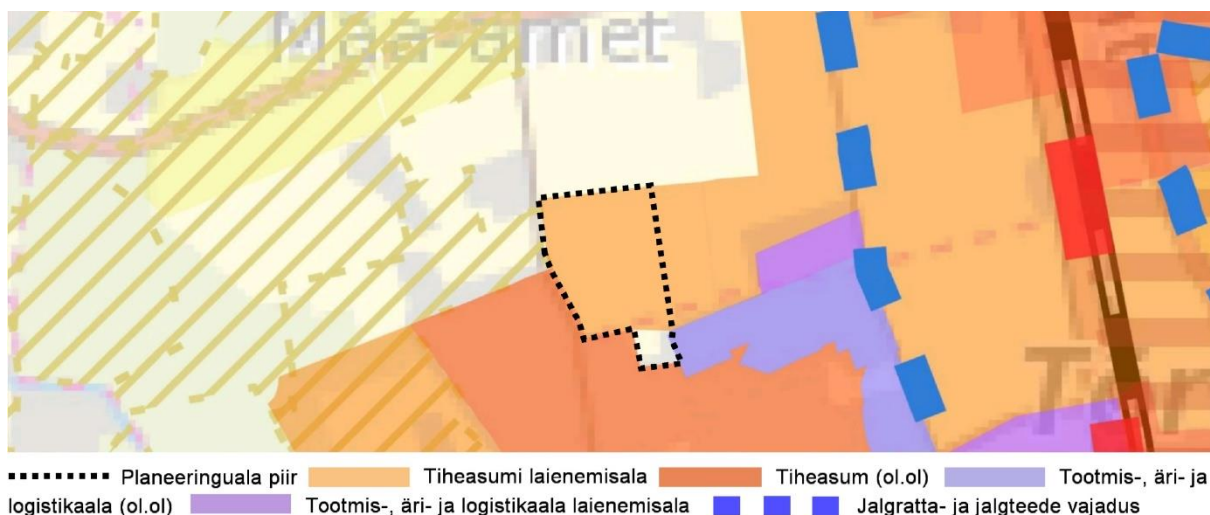 Maa-amet
Planeeringuala piir Tiheasumi laienemisala Tiheasum (ol.ol) Tootmis-, äri- ja
logistikaala (ol.ol) Tootmis-, äri- ja logistikaala laienemisala Jalgratta- ja jalgteede vajadus